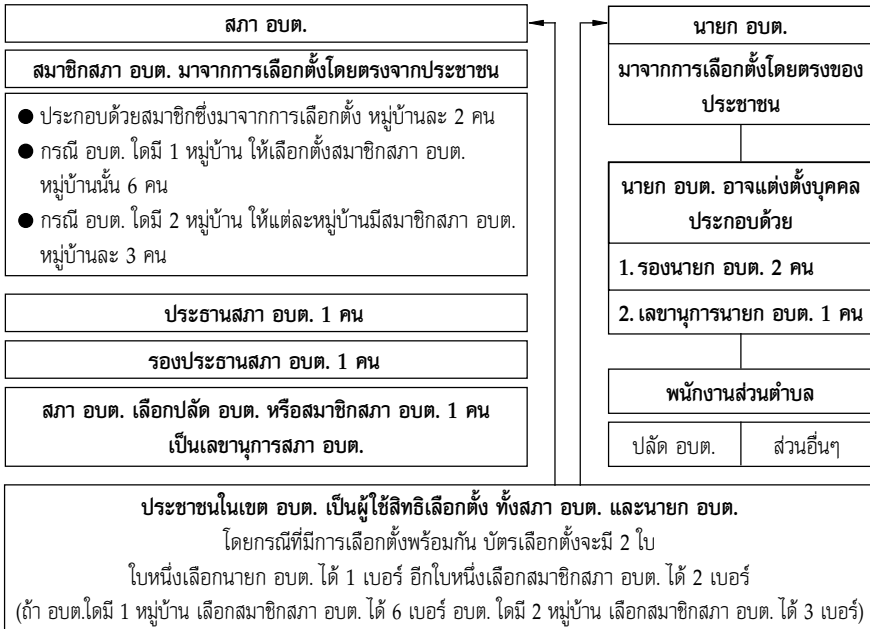 สภา อบต.
สมาชิกสภา อบต. มาจากการเลือกตั้งโดยตรงจากประชาชน
● ประกอบด้วยสมาชิกซึ่งมาจากการเลือกตั้ง หมู่บ้านละ 2 คน
● กรณี อบต. ใดมี 1 หมู่บ้าน ให้เลือกตั้งสมาชิกสภา อบต.
หมู่บ้านนั้น 6 คน
● กรณี อบต. ใดมี 2 หมู่บ้าน ให้แต่ละหมู่บ้านมีสมาชิกสภา อบต.
หมู่บ้านละ 3 คน
ประธานสภา อบต. 1 คน
รองประธานสภา อบต. 1 คน
สภา อบต. เลือกปลัด อบต. หรือสมาชิกสภา อบต. 1 คน
เป็นเลขานุการสภา อบต.
นายก อบต.
มาจากการเลือกตั้งโดยตรงของ
ประชาชน
นายก อบต. อาจแต่งตั้งบุคคล
ประกอบด้วย
1. รองนายก อบต. 2 คน
2. เลขานุการนายก อบต. 1 คน
พนักงานส่วนตำบล
ปลัด อบต.
ส่วนอื่นๆ
ประชาชนในเขต อบต. เป็นผู้ใช้สิทธิเลือกตั้ง ทั้งสภา อบต. และนายก อบต.
โดยกรณีที่มีการเลือกตั้งพร้อมกัน บัตรเลือกตั้งจะมี 2 ใบ
ใบหนึ่งเลือกนายก อบต. ได้ 1 เบอร์ อีกใบหนึ่งเลือกสมาชิกสภา อบต. ได้ 2 เบอร์
(ถ้า อบต.ใดมี 1 หมู่บ้าน เลือกสมาชิกสภา อบต. ได้ 6 เบอร์ อบต. ใดมี 2 หมู่บ้าน เลือกสมาชิกสภา อบต. ได้ 3 เบอร์)